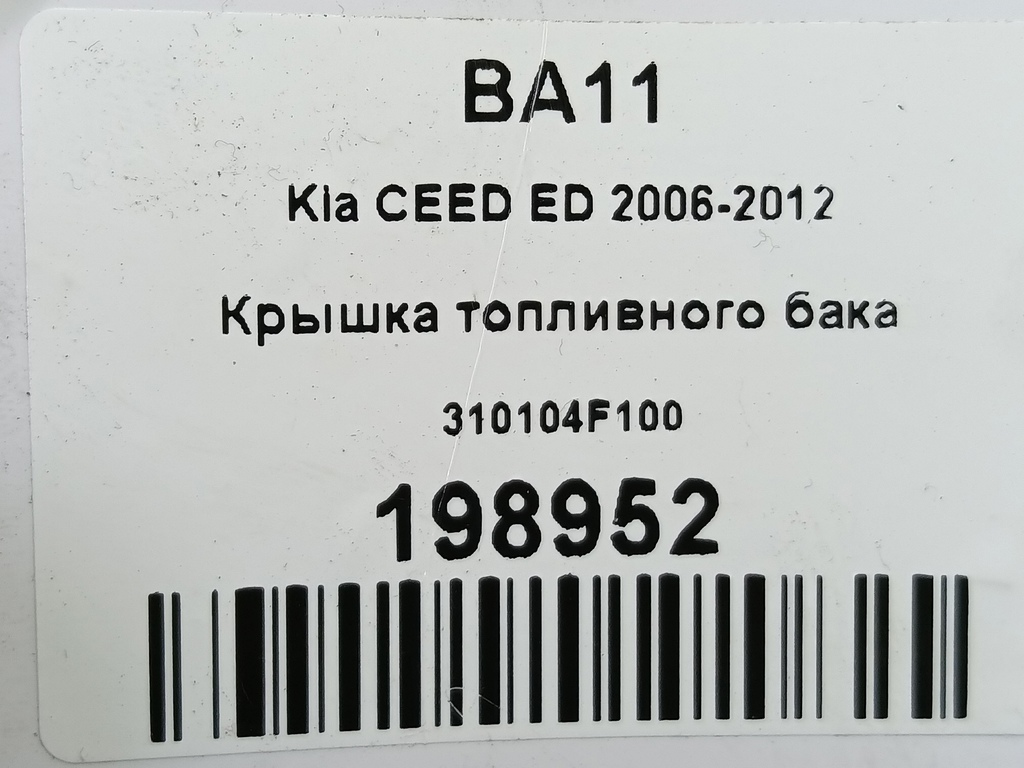 BA11
Kia CEED ED 2006-2012
Крышка топливного бака
310104F100
198952